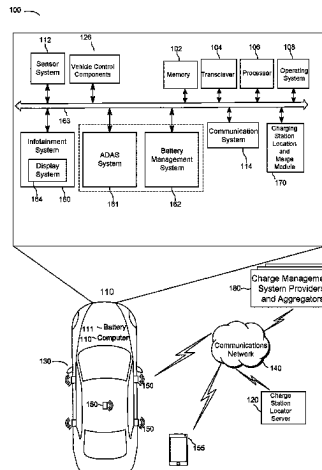 100
112
126
102
104
106
108
Sensor
System
Vehicle Control
Components
Memory
Transciever
Processor
Operating
System
163
Infotainment
System
Display
System
164
160
ADAS
System
161
Battery
Management
System
162
Communication
System
114
Charging
Station
Location
and
Merge
Module
170
110
111 Battery
110 Computer
130
150
150
150
Charge Management
System Providers
and Aggregators
180
Communications
Network
140
120
Charge
Station
Locator
Server
155